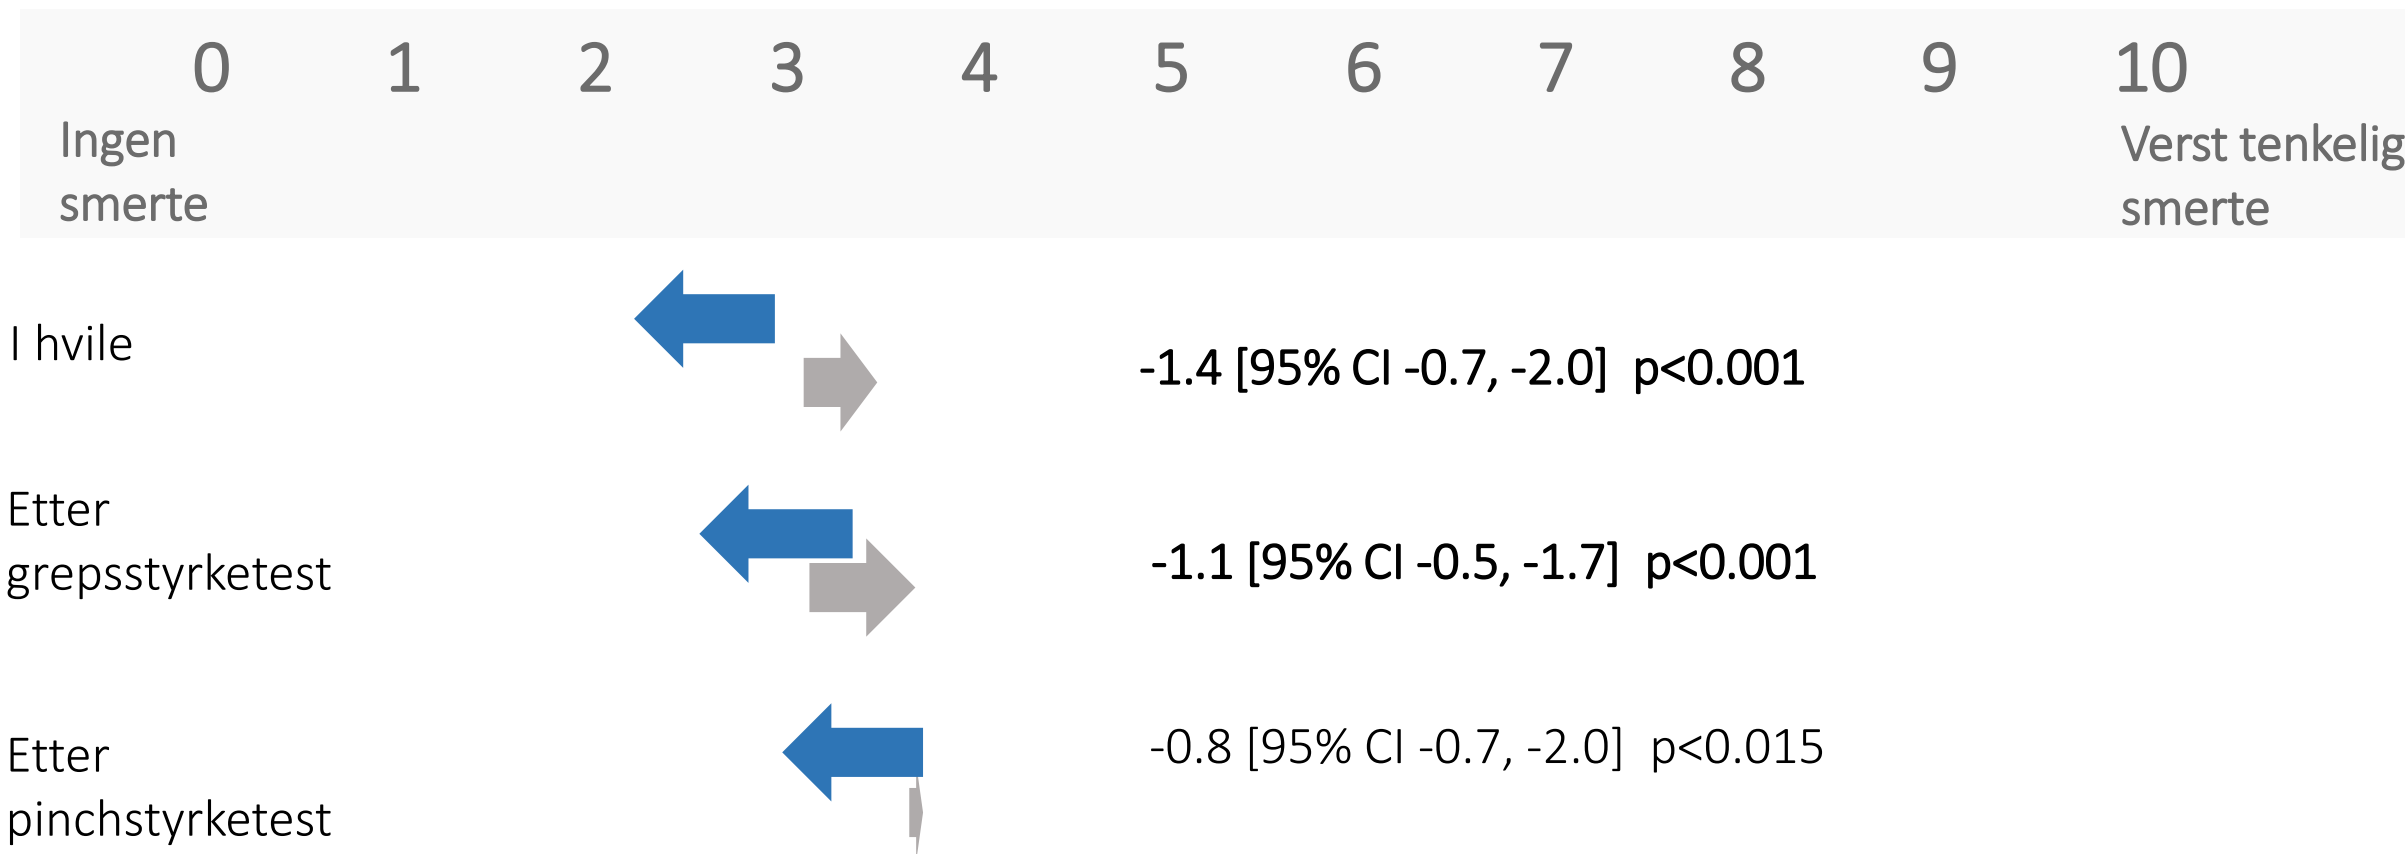 0 1 2 3 4 5 6 7 8 9 10
Ingen
smerte
Verst tenkelig
smerte
I hvile
-1.4 [95% CI -0.7, -2.0] p<0.001
Etter
grepsstyrketest
-1.1 [95% CI -0.5, -1.7] p<0.001
Etter
pinchstyrketest
-0.8 [95% CI -0.7, -2.0] p<0.015